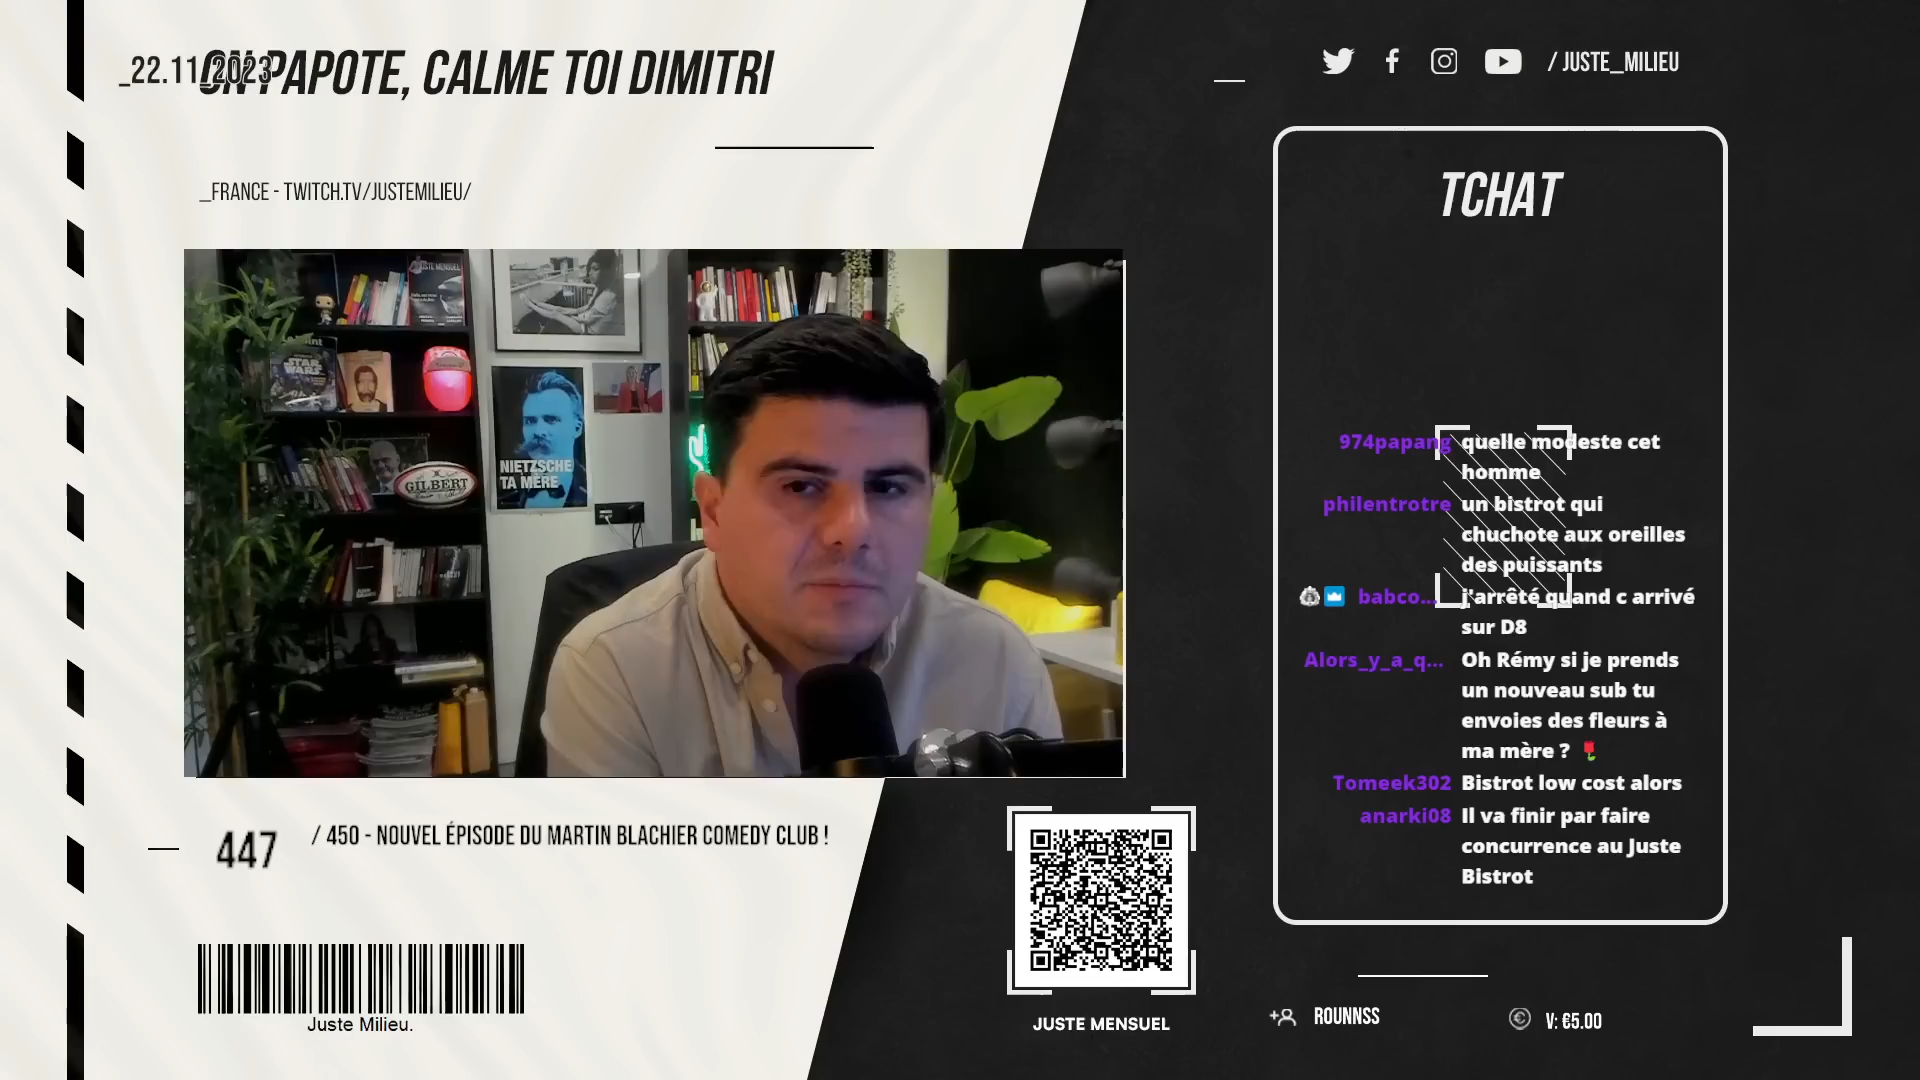 _22.11_2023
ON PAPOTE, CALME TOI DIMITRI
_FRANCE - TWITCH.TV/JUSTEMILIEU/
/ JUSTE_MILIEU
TCHAT
974papang quelle modeste cet
homme
philentrotre un bistrot qui
chuchote aux oreilles
des puissants
babco... j'arrêté quand c arrivé
sur D8
Alors_y_a_q... Oh Rémy si je prends
un nouveau sub tu
envoies des fleurs à
ma mère ? 🌹
Tomeek302 Bistrot low cost alors
anarki08 Il va finir par faire
concurrence au Juste
Bistrot
STAR
WARS
GILBERT
NIETZSCHE
TA MÈRE
447 / 450 - NOUVEL ÉPISODE DU MARTIN BLACHIER COMEDY CLUB !
Juste Milieu.
JUSTE MENSUEL
ROUNNSS
V: €5.00